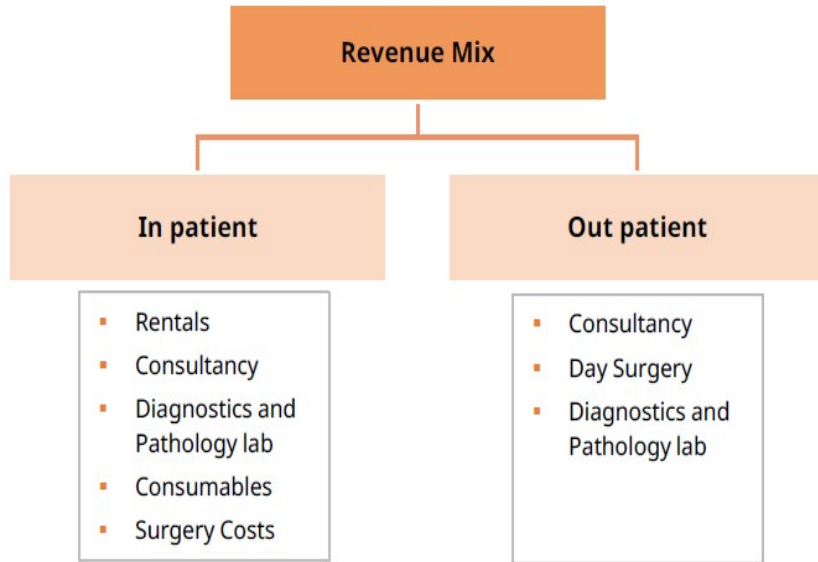 Revenue Mix
In patient
Out patient
▪ Rentals
▪ Consultancy
▪ Diagnostics and
Pathology lab
▪ Consumables
▪ Surgery Costs
▪ Consultancy
▪ Day Surgery
▪ Diagnostics and
Pathology lab